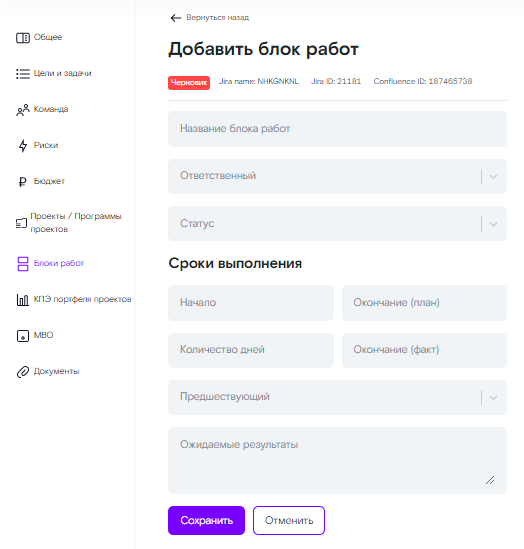 Вернуться назад
Общее
Цели и задачи
Команда
Риски
Бюджет
Проекты / Программы
проектов
Блоки работ
КПЭ портфеля проектов
МВО
Документы
Добавить блок работ
Черновик Jira name: NHKGNKNL Jira ID: 21181 Confluence ID: 187465738
Название блока работ
Ответственный
Статус
Сроки выполнения
Начало Окончание (план)
Количество дней Окончание (факт)
Предшествующий
Ожидаемые результаты
Сохранить Отменить